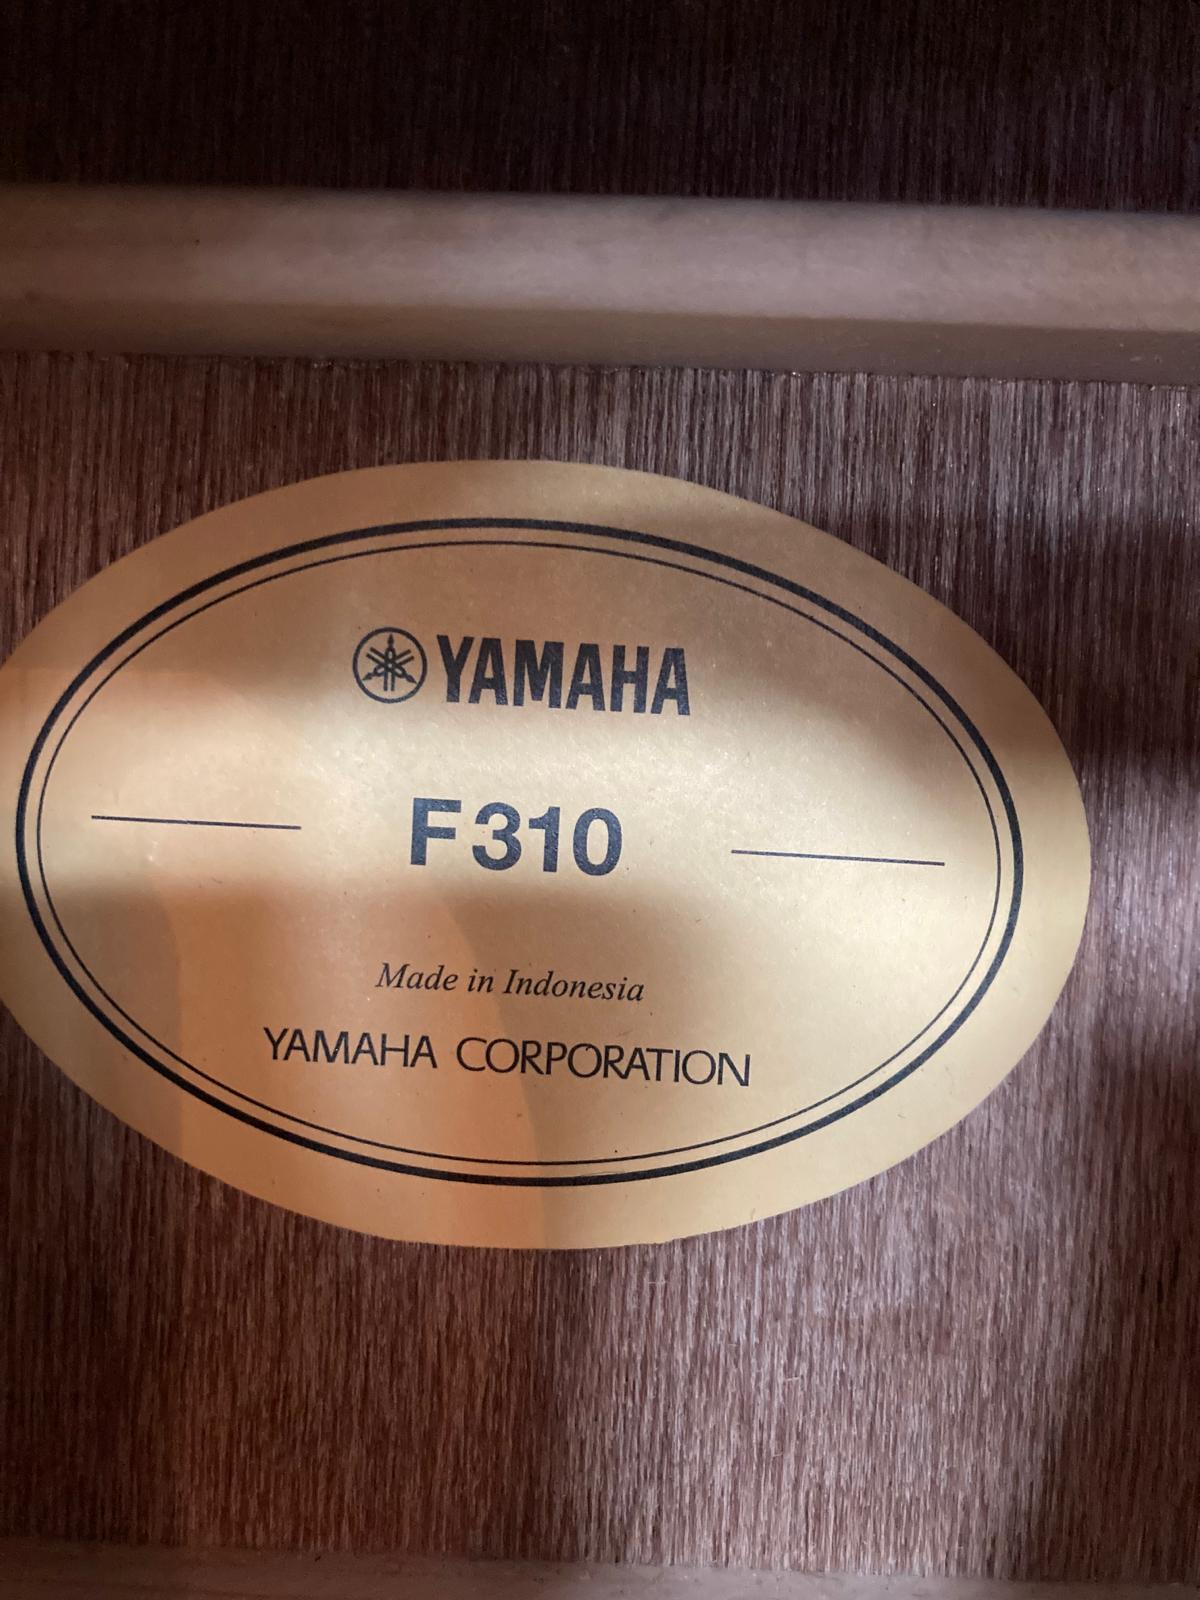 YAMAHA
F310
Made in Indonesia
YAMAHA CORPORATION